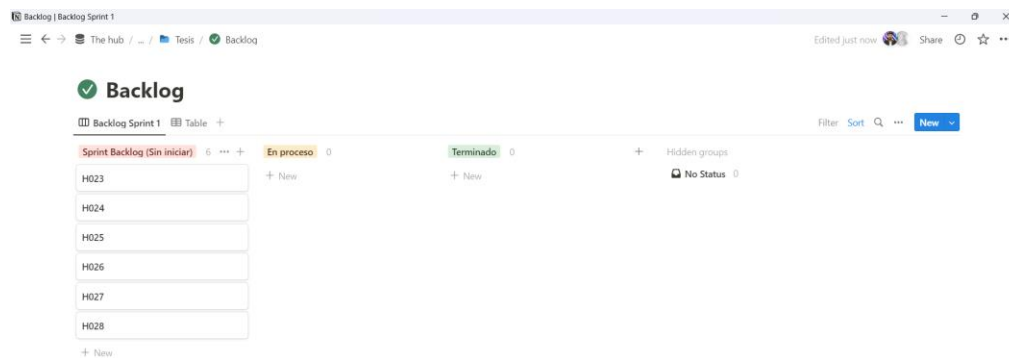 Backlog | Backlog Sprint 1
The hub / ... / Tesis / Backlog
Edited just now Share
Backlog
Backlog Sprint 1 Table +
Filter Sort ... New
Sprint Backlog (Sin iniciar) 6 ... + En proceso 0 Terminado 0 + Hidden groups
H023 + New + New No Status 0
H024
H025
H026
H027
H028
+ New